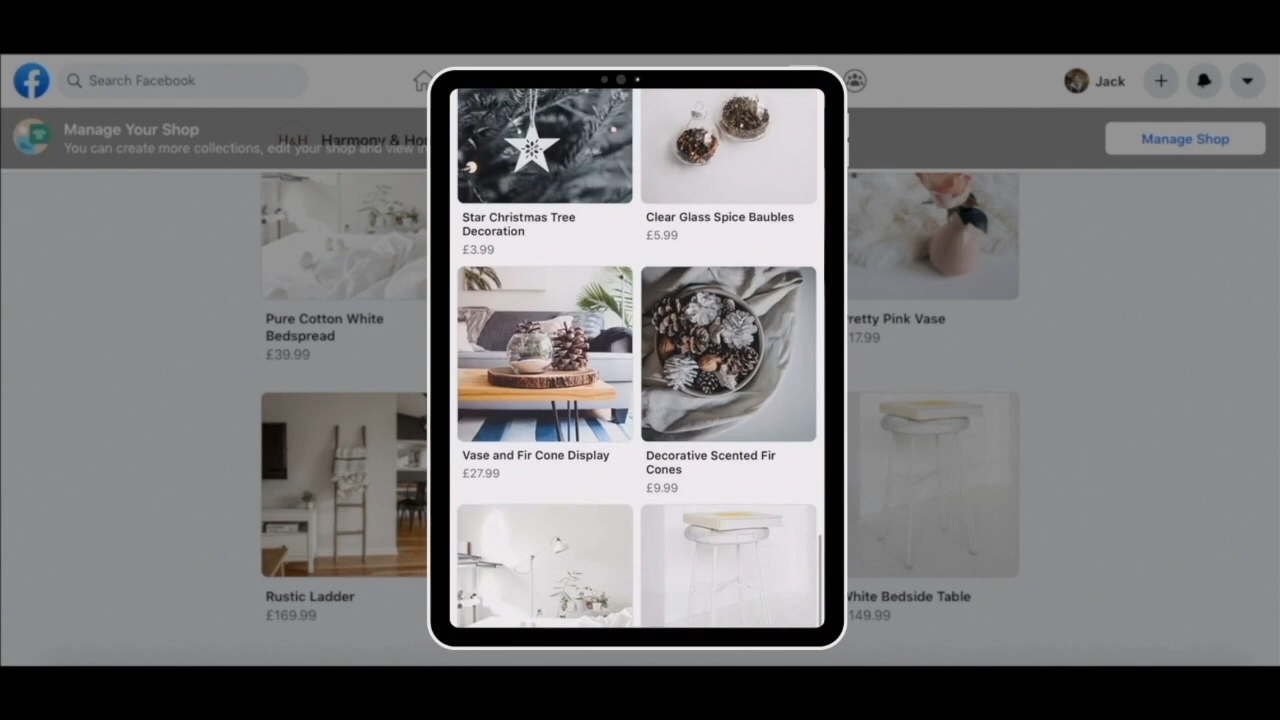 Search Facebook
Jack
Manage Your Shop
You can create more collections, edit your shop and view in
H&H Harmony & Ho
Manage Shop
Star Christmas Tree
Decoration
£3.99
Clear Glass Spice Baubles
£5.99
Pure Cotton White
Bedspread
£39.99
retty Pink Vase
17.99
Vase and Fir Cone Display
£27.99
Decorative Scented Fir
Cones
£9.99
Rustic Ladder
£169.99
White Bedside Table
149.99